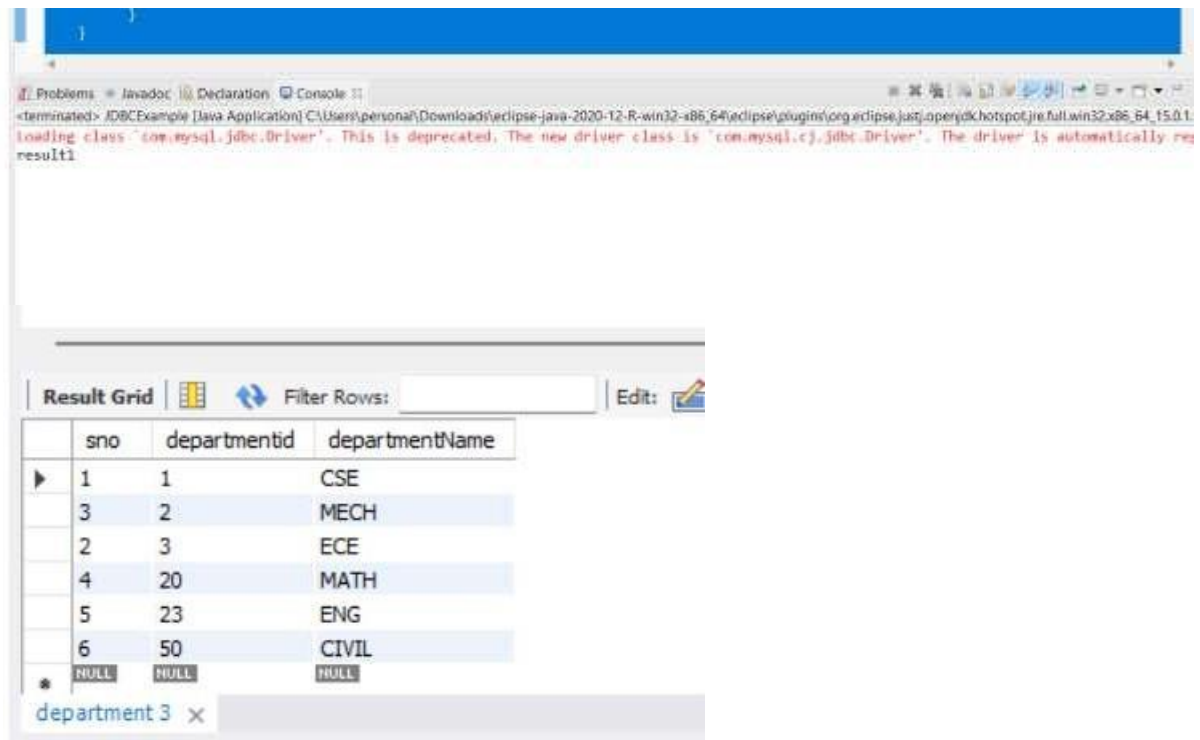 }
}
Problems Javadoc Declaration Console
<terminated> JDBCExample [Java Application] C:\Users\personal\Downloads\eclipse-java-2020-12-R-win32-x86_64\eclipse\plugins\org.eclipse.justj.openjdk.hotspot.jre.full.win32.x86_64_15.0.1.
Loading class `com.mysql.jdbc.Driver'. This is deprecated. The new driver class is `com.mysql.cj.jdbc.Driver'. The driver is automatically reg
result1
Result Grid Filter Rows: Edit:
sno departmentid departmentName
1 1 CSE
3 2 MECH
2 3 ECE
4 20 MATH
5 23 ENG
6 50 CIVIL
NULL NULL NULL
department 3 ×